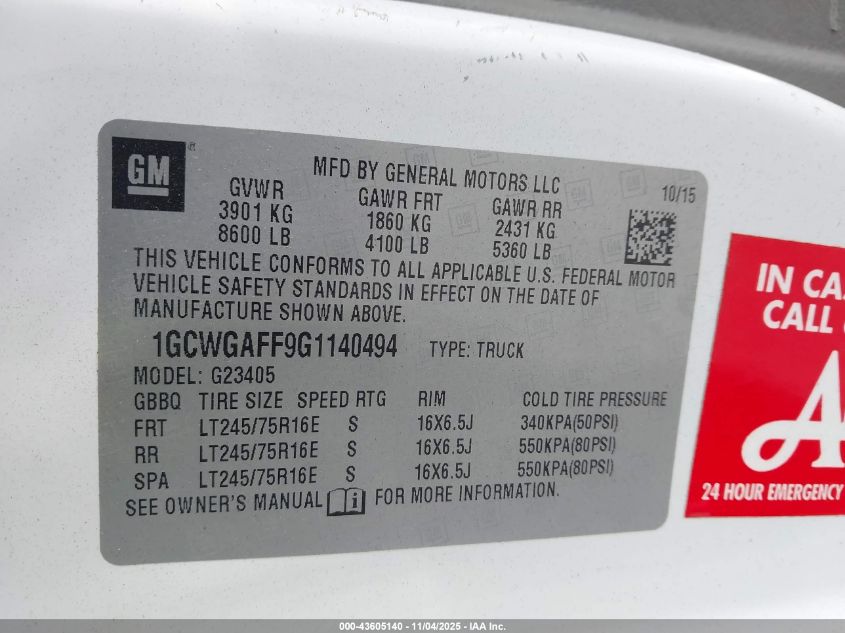 GM
MFD BY GENERAL MOTORS LLC
10/15
GVWR GAWR FRT GAWR RR
3901 KG 1860 KG 2431 KG
8600 LB 4100 LB 5360 LB
THIS VEHICLE CONFORMS TO ALL APPLICABLE U.S. FEDERAL MOTOR
VEHICLE SAFETY STANDARDS IN EFFECT ON THE DATE OF
MANUFACTURE SHOWN ABOVE.
1GCWGAFF9G1140494 TYPE: TRUCK
MODEL: G23405
GBBQ TIRE SIZE SPEED RTG RIM COLD TIRE PRESSURE
FRT LT245/75R16E S 16X6.5J 340KPA(50PSI)
RR LT245/75R16E S 16X6.5J 550KPA(80PSI)
SPA LT245/75R16E S 16X6.5J 550KPA(80PSI)
SEE OWNER'S MANUAL i FOR MORE INFORMATION.
IN CA
CALL
A
24 HOUR EMERGENCY
000-43605140 - 11/04/2025 - IAA Inc.